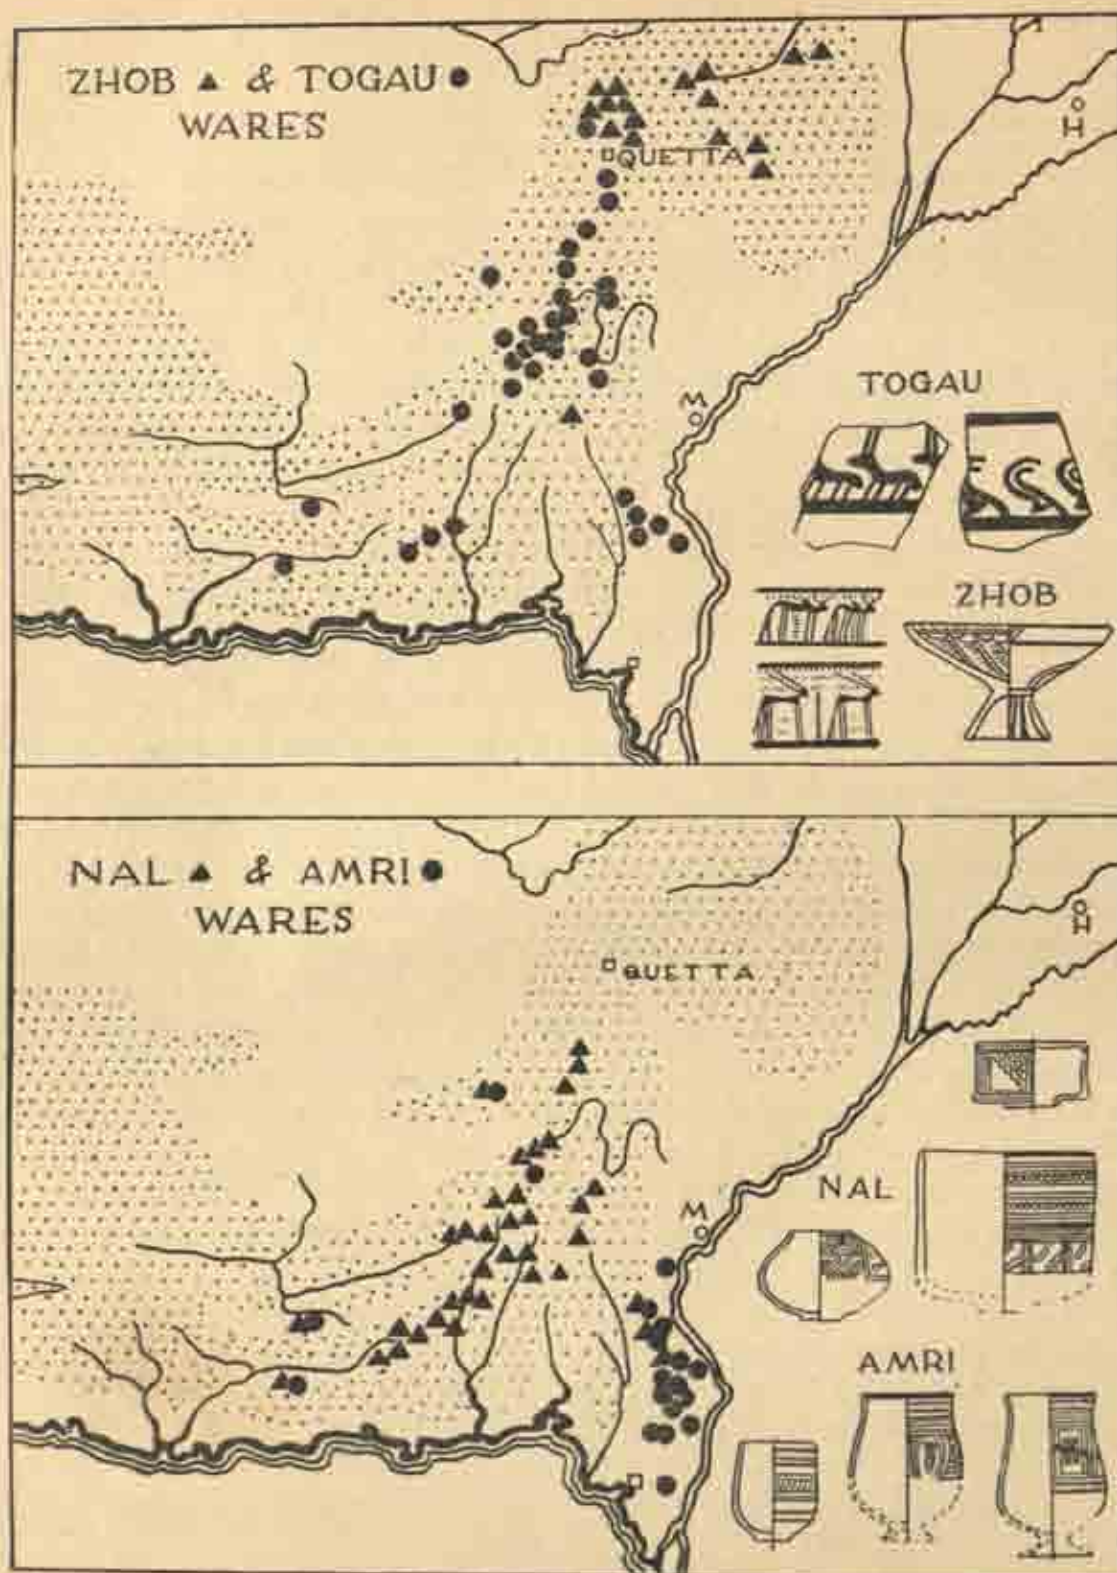 ZHOB ▲ & TOGAU ●
WARES
H
QUETTA
M
TOGAU
ZHOB
NAL ▲ & AMRI ●
WARES
H
QUETTA
M
NAL
AMRI